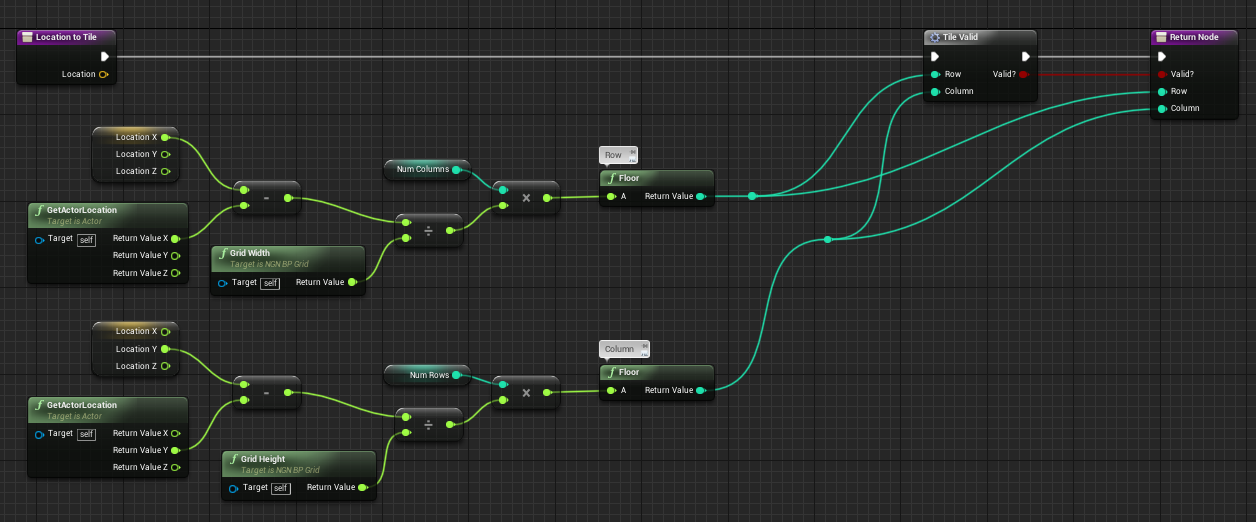 Location to Tile
Location
Tile Valid
Row Valid?
Column
Return Node
Valid?
Row
Column
Location X
Location Y
Location Z
GetActorLocation
Target is Actor
Target self Return Value X
Return Value Y
Return Value Z
-
Grid Width
Target is NGN BP Grid
Target self Return Value
÷
Num Columns
×
Row
Floor
A Return Value
Location X
Location Y
Location Z
GetActorLocation
Target is Actor
Target self Return Value X
Return Value Y
Return Value Z
-
Grid Height
Target is NGN BP Grid
Target self Return Value
÷
Num Rows
×
Column
Floor
A Return Value